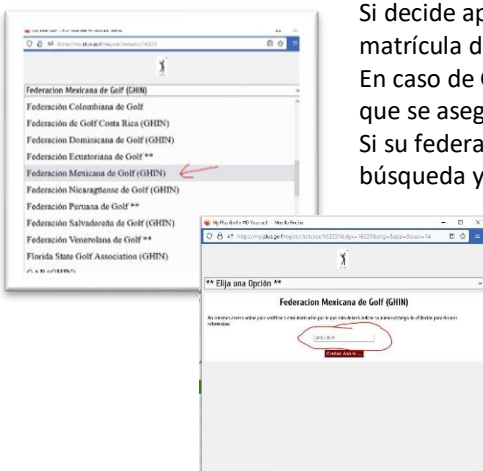 Si decide ap
matrícula d
En caso de
que se aseg
Si su federa
búsqueda y
Federacion Mexicana de Golf (GHIN)
Federación Colombiana de Golf
Federación de Golf Costa Rica (GHIN)
Federacion Dominicana de Golf
Federación Ecuatoriana de Golf **
Federacion Mexicana de Golf (GHIN)
Federación Nicaragüense de Golf (GHIN)
Federación Peruana de Golf **
Federación Salvadoreña de Golf (GHIN)
Federación Venezolana de Golf **
Florida State Golf Association (GHIN)
** Elija una Opción **
Federacion Mexicana de Golf (GHIN)